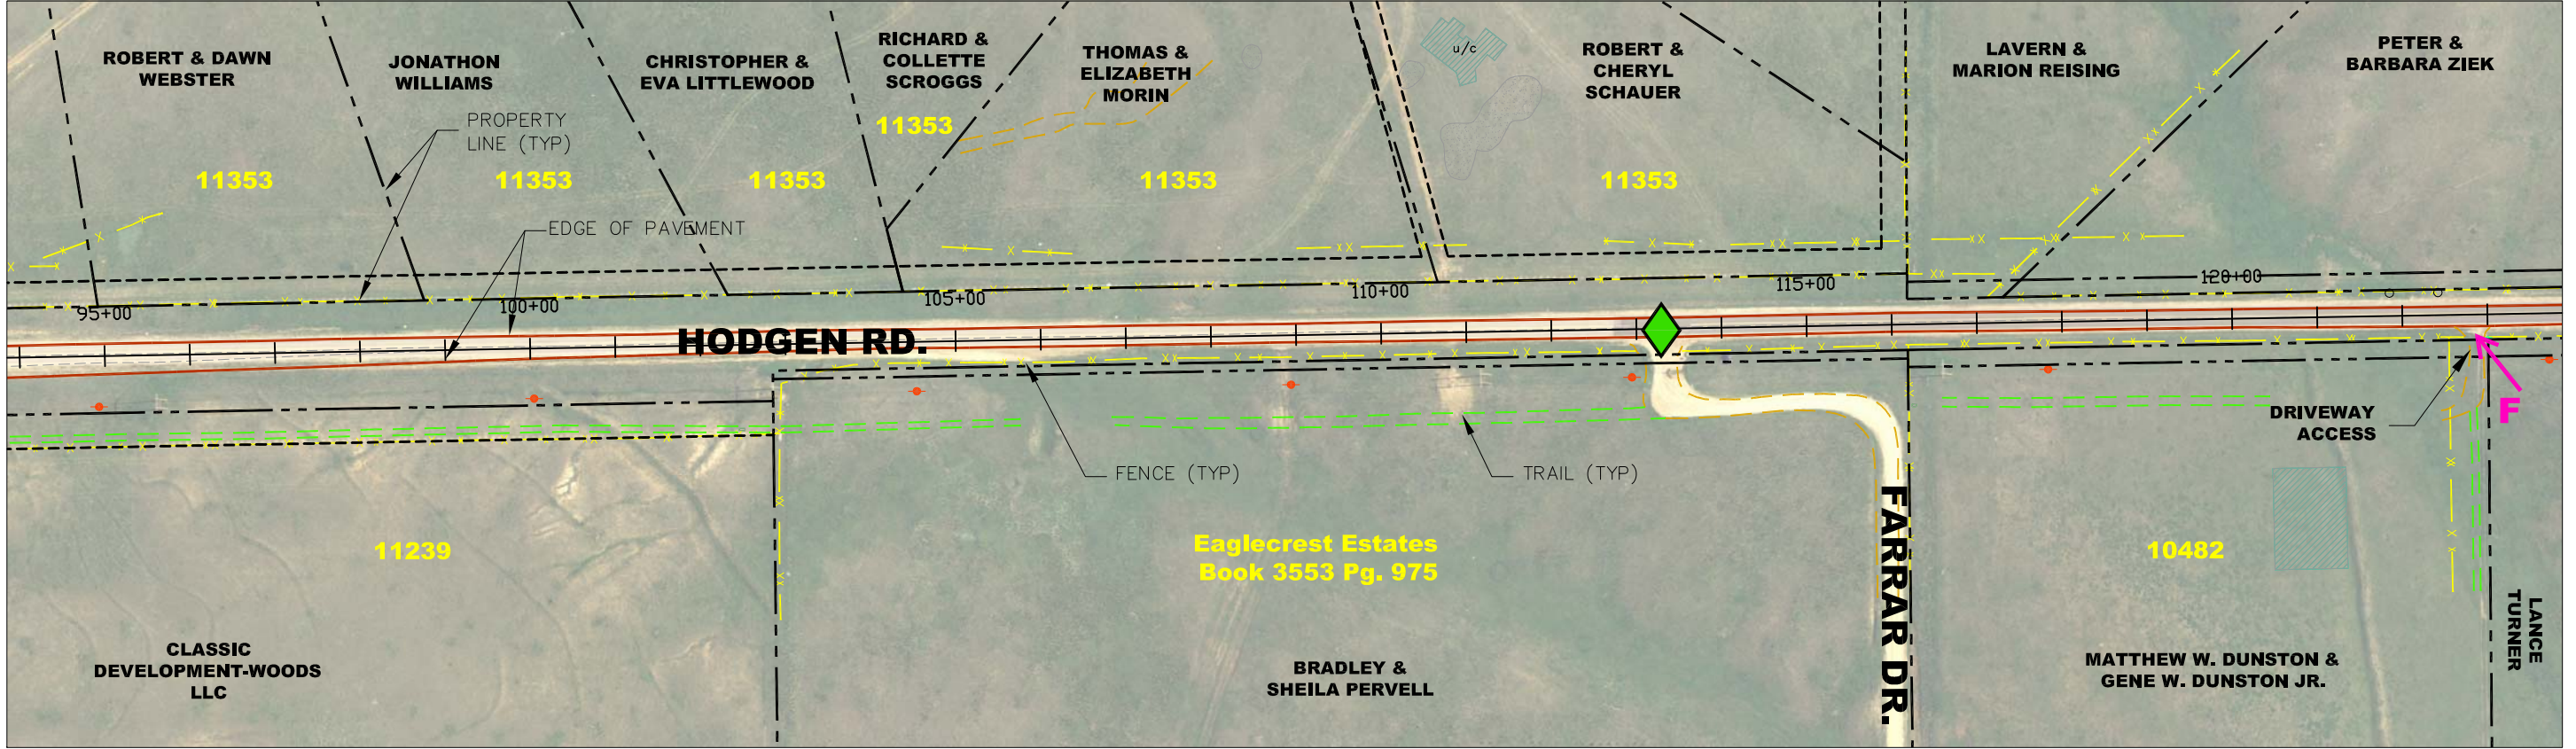 ROBERT & DAWN
WEBSTER
JONATHON
WILLIAMS
CHRISTOPHER &
EVA LITTLEWOOD
RICHARD &
COLLETTE
SCROGGS
THOMAS &
ELIZABETH
MORIN
u/c
ROBERT &
CHERYL
SCHAUER
LAVERN &
MARION REISING
PETER &
BARBARA ZIEK
PROPERTY
LINE (TYP)
11353
11353
11353
11353
11353
11353
EDGE OF PAVEMENT
95+00
100+00
105+00
110+00
115+00
120+00
HODGEN RD.
F
DRIVEWAY
ACCESS
FENCE (TYP)
TRAIL (TYP)
FARRAR DR.
11239
Eaglecrest Estates
Book 3553 Pg. 975
10482
CLASSIC
DEVELOPMENT-WOODS
LLC
BRADLEY &
SHEILA PERVELL
MATTHEW W. DUNSTON &
GENE W. DUNSTON JR.
LANCE
TURNER